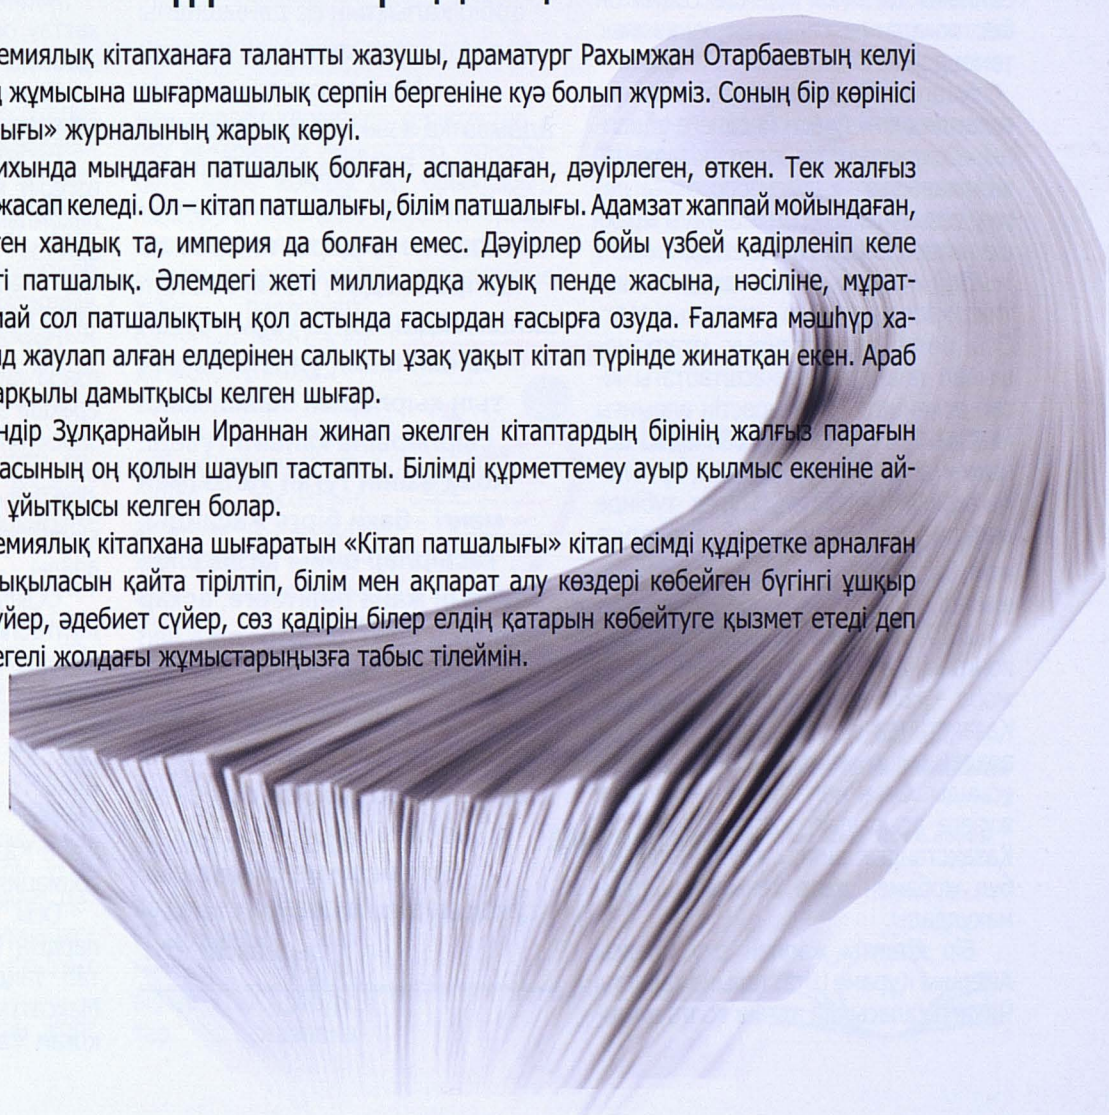 емиялық кітапханаға талантты жазушы, драматург Рахымжан Отарбаевтың келуі
жұмысына шығармашылық серпін бергеніне куә болып жүрміз. Соның бір көрінісі
ығы» журналының жарық көруі.
ихында мыңдаған патшалық болған, аспандаған, дәуірлеген, өткен. Тек жалғыз
жасап келеді. Ол – кітап патшалығы, білім патшалығы. Адамзат жаппай мойындаған,
ен хандық та, империя да болған емес. Дәуірлер бойы үзбей қадірленіп келе
і патшалық. Әлемдегі жеті миллиардқа жуық пенде жасына, нәсіліне, мұрат-
май сол патшалықтың қол астында ғасырдан ғасырға озуда. Ғаламға мәшһүр ха-
д жаулап алған елдерінен салықты ұзақ уақыт кітап түрінде жинатқан екен. Араб
арқылы дамытқысы келген шығар.
ндір Зұлқарнайын Ираннан жинап әкелген кітаптардың бірінің жалғыз парағын
асының оң қолын шауып тастапты. Білімді құрметтемеу ауыр қылмыс екеніне ай-
ұйытқысы келген болар.
емиялық кітапхана шығаратын «Кітап патшалығы» кітап есімді құдіретке арналған
ықыласын қайта тірілтіп, білім мен ақпарат алу көздері көбейген бүгінгі ұшқыр
үйер, әдебиет сүйер, сөз қадірін білер елдің қатарын көбейтуге қызмет етеді деп
егелі жолдағы жұмыстарыңызға табыс тілеймін.